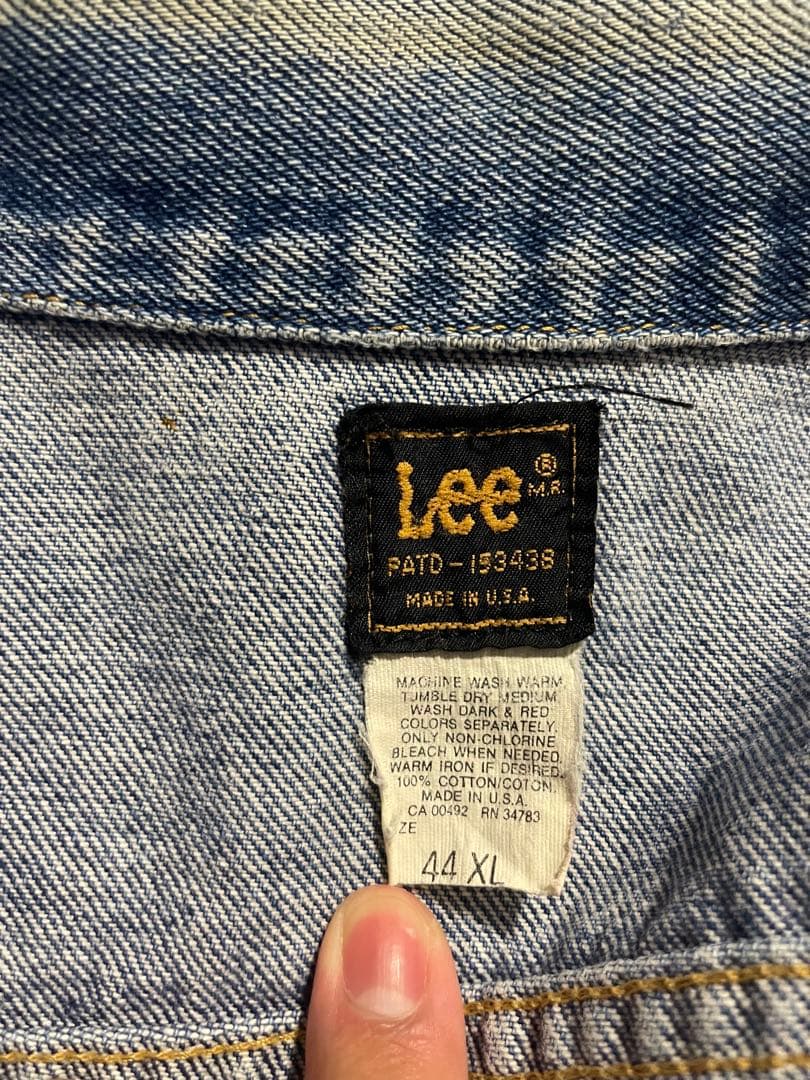 Lee ®
M.R.
PATD-153438
MADE IN U.S.A.
MACHINE WASH WARM.
TUMBLE DRY MEDIUM
WASH DARK & RED
COLORS SEPARATELY.
ONLY NON-CHLORINE
BLEACH WHEN NEEDED.
WARM IRON IF DESIRED.
100% COTTON/COTON.
MADE IN U.S.A.
CA 00492 RN 34783
ZE
44 XL